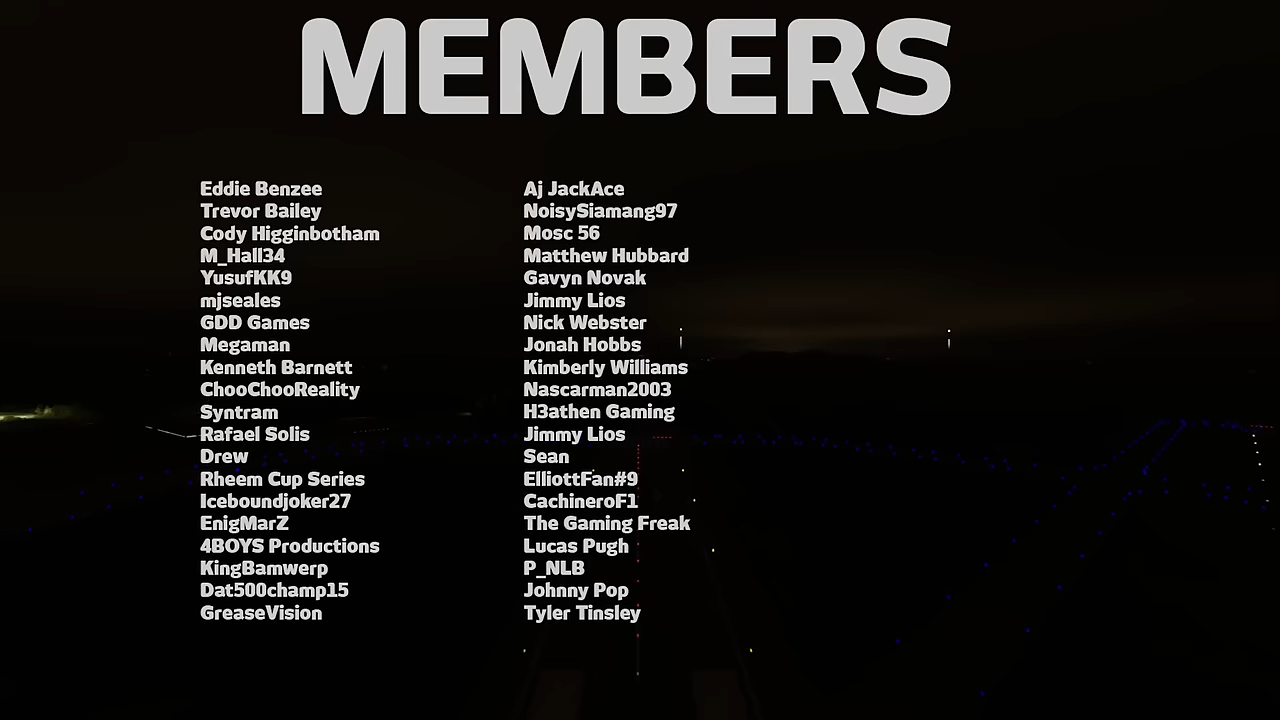 MEMBERS
Eddie Benzee
Trevor Bailey
Cody Higginbotham
M_Hall34
YusufKK9
mjseales
GDD Games
Megaman
Kenneth Barnett
ChooChooReality
Syntram
Rafael Solis
Drew
Rheem Cup Series
Iceboundjoker27
EnigMarZ
4BOYS Productions
KingBamwerp
Dat500champ15
GreaseVision
Aj JackAce
NoisySiamang97
Mosc 56
Matthew Hubbard
Gavyn Novak
Jimmy Lios
Nick Webster
Jonah Hobbs
Kimberly Williams
Nascarman2003
H3athen Gaming
Jimmy Lios
Sean
ElliottFan#9
CachineroF1
The Gaming Freak
Lucas Pugh
P_NLB
Johnny Pop
Tyler Tinsley